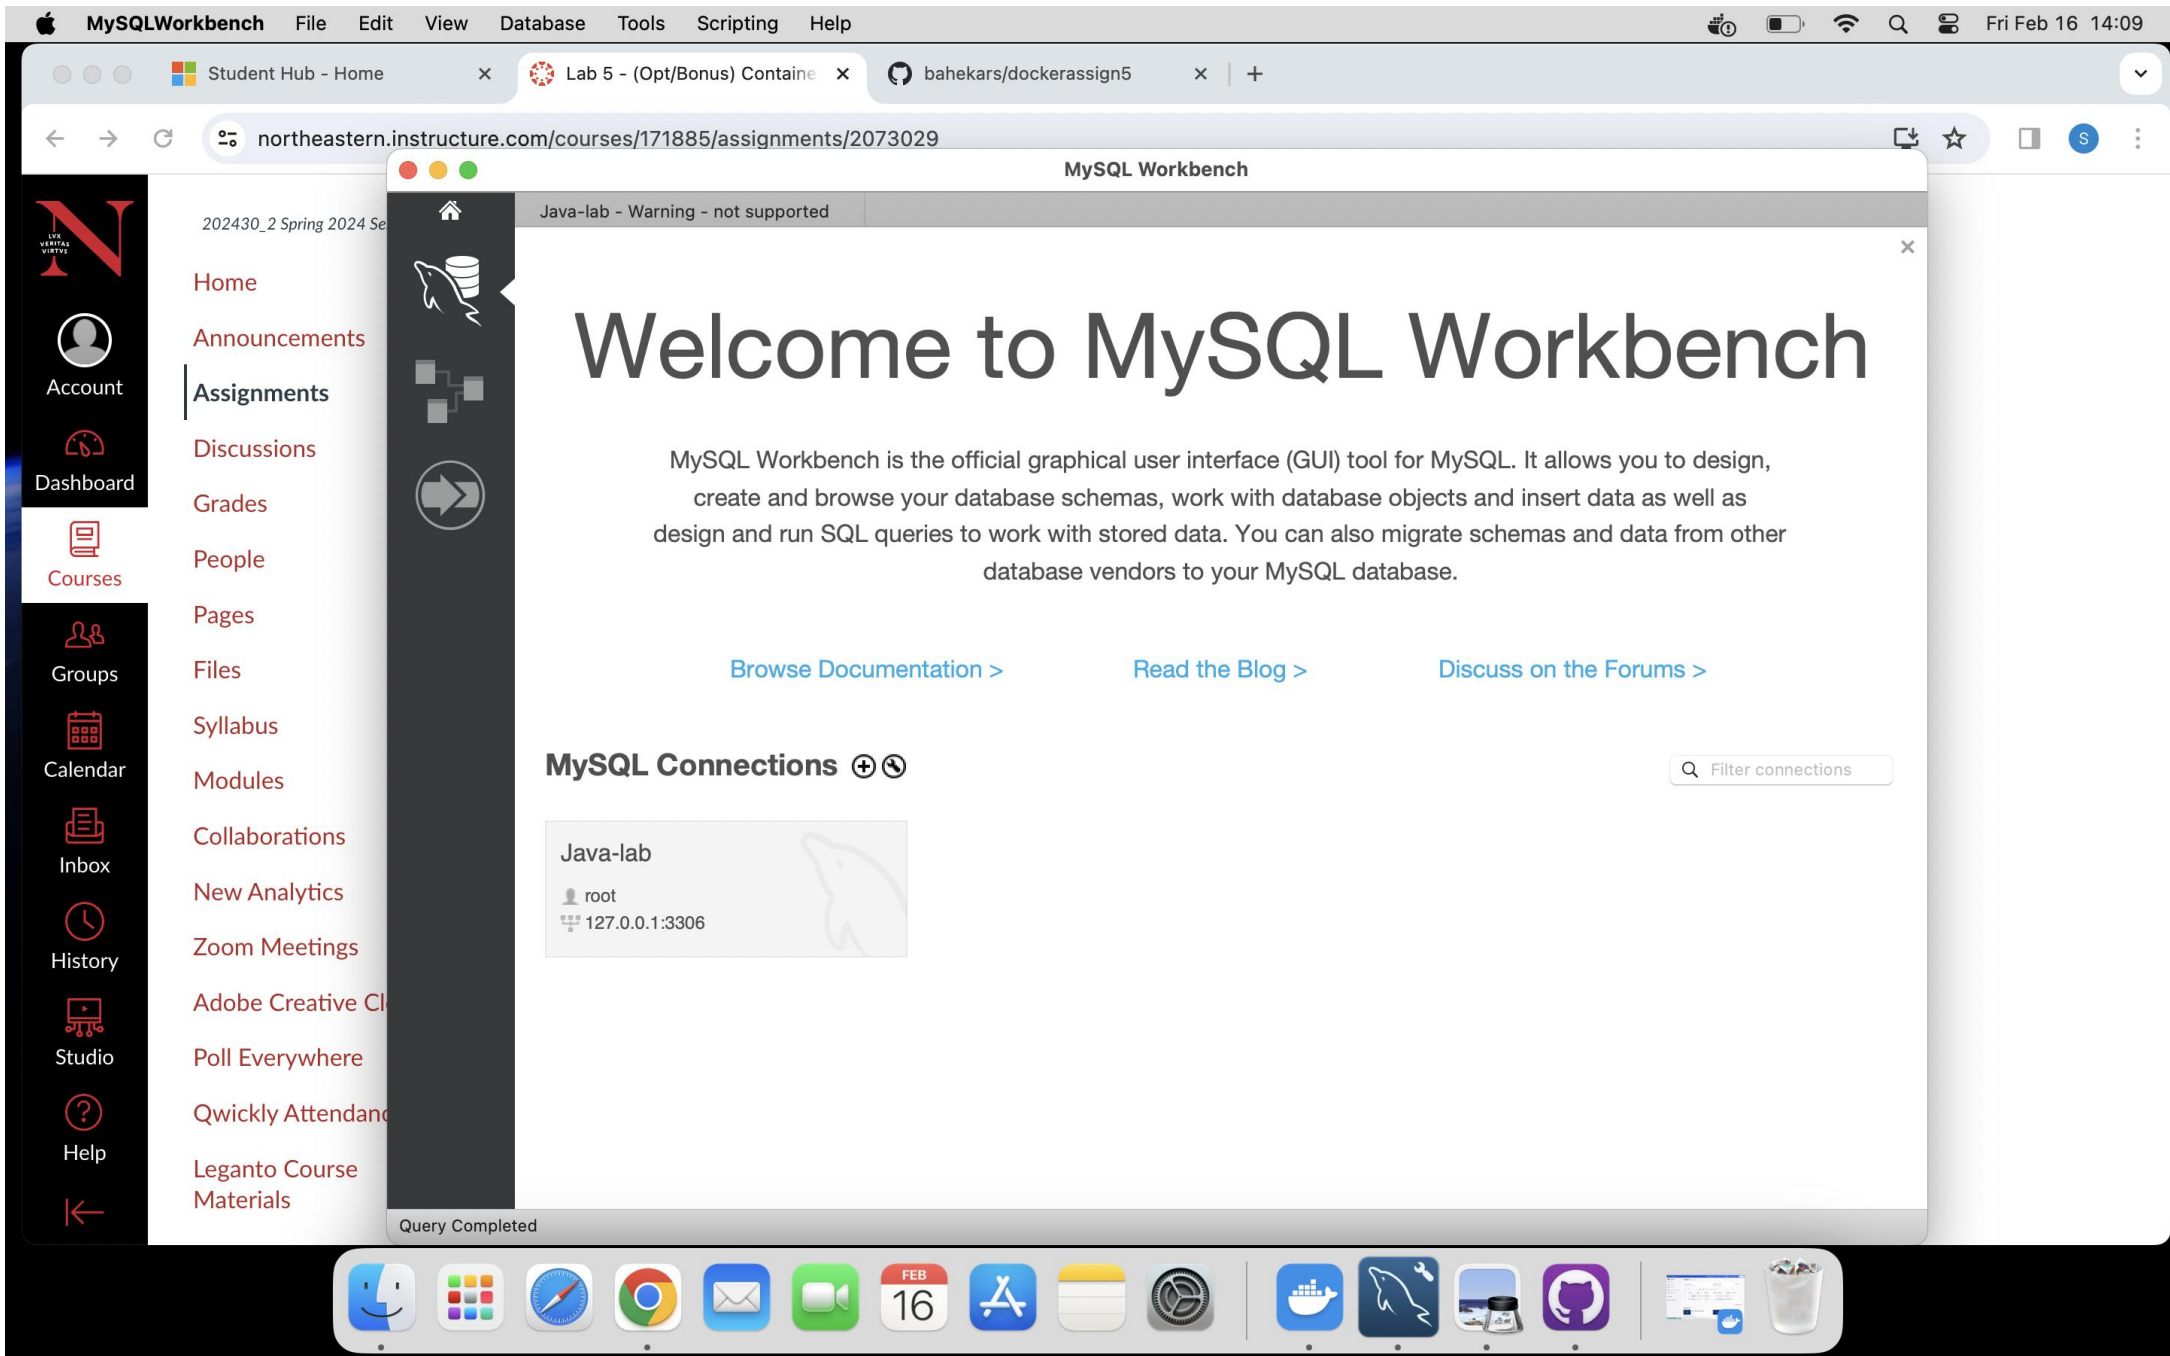 MySQLWorkbench File Edit View Database Tools Scripting Help Fri Feb 16 14:09
Student Hub - Home Lab 5 - (Opt/Bonus) Containe bahekars/dockerassign5
northeastern.instructure.com/courses/171885/assignments/2073029 S
MySQL Workbench
Java-lab - Warning - not supported
LVX
VERITAS
VIRTVS
Account
Dashboard
Courses
Groups
Calendar
Inbox
History
Studio
Help
202430_2 Spring 2024 Se
Home
Announcements
Assignments
Discussions
Grades
People
Pages
Files
Syllabus
Modules
Collaborations
New Analytics
Zoom Meetings
Adobe Creative Cl
Poll Everywhere
Qwickly Attendanc
Leganto Course
Materials
Welcome to MySQL Workbench
MySQL Workbench is the official graphical user interface (GUI) tool for MySQL. It allows you to design,
create and browse your database schemas, work with database objects and insert data as well as
design and run SQL queries to work with stored data. You can also migrate schemas and data from other
database vendors to your MySQL database.
Browse Documentation > Read the Blog > Discuss on the Forums >
MySQL Connections Filter connections
Java-lab
root
127.0.0.1:3306
Query Completed
FEB
16